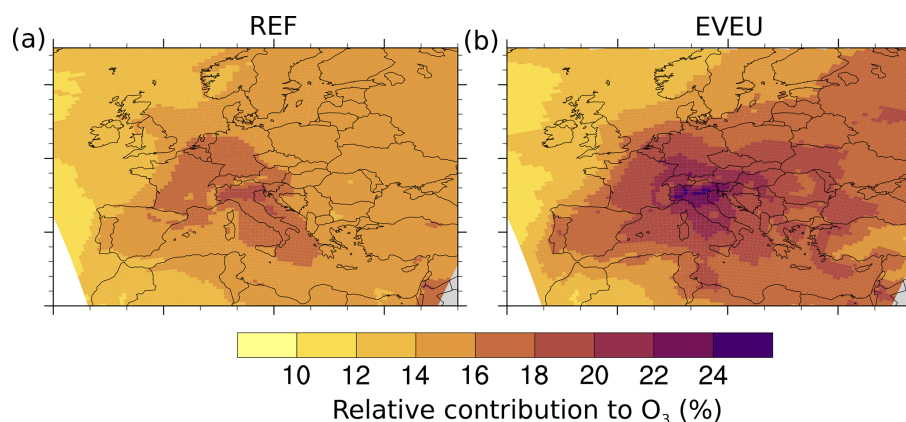 (a) REF
(b) EVEU
10 12 14 16 18 20 22 24
Relative contribution to O₃ (%)